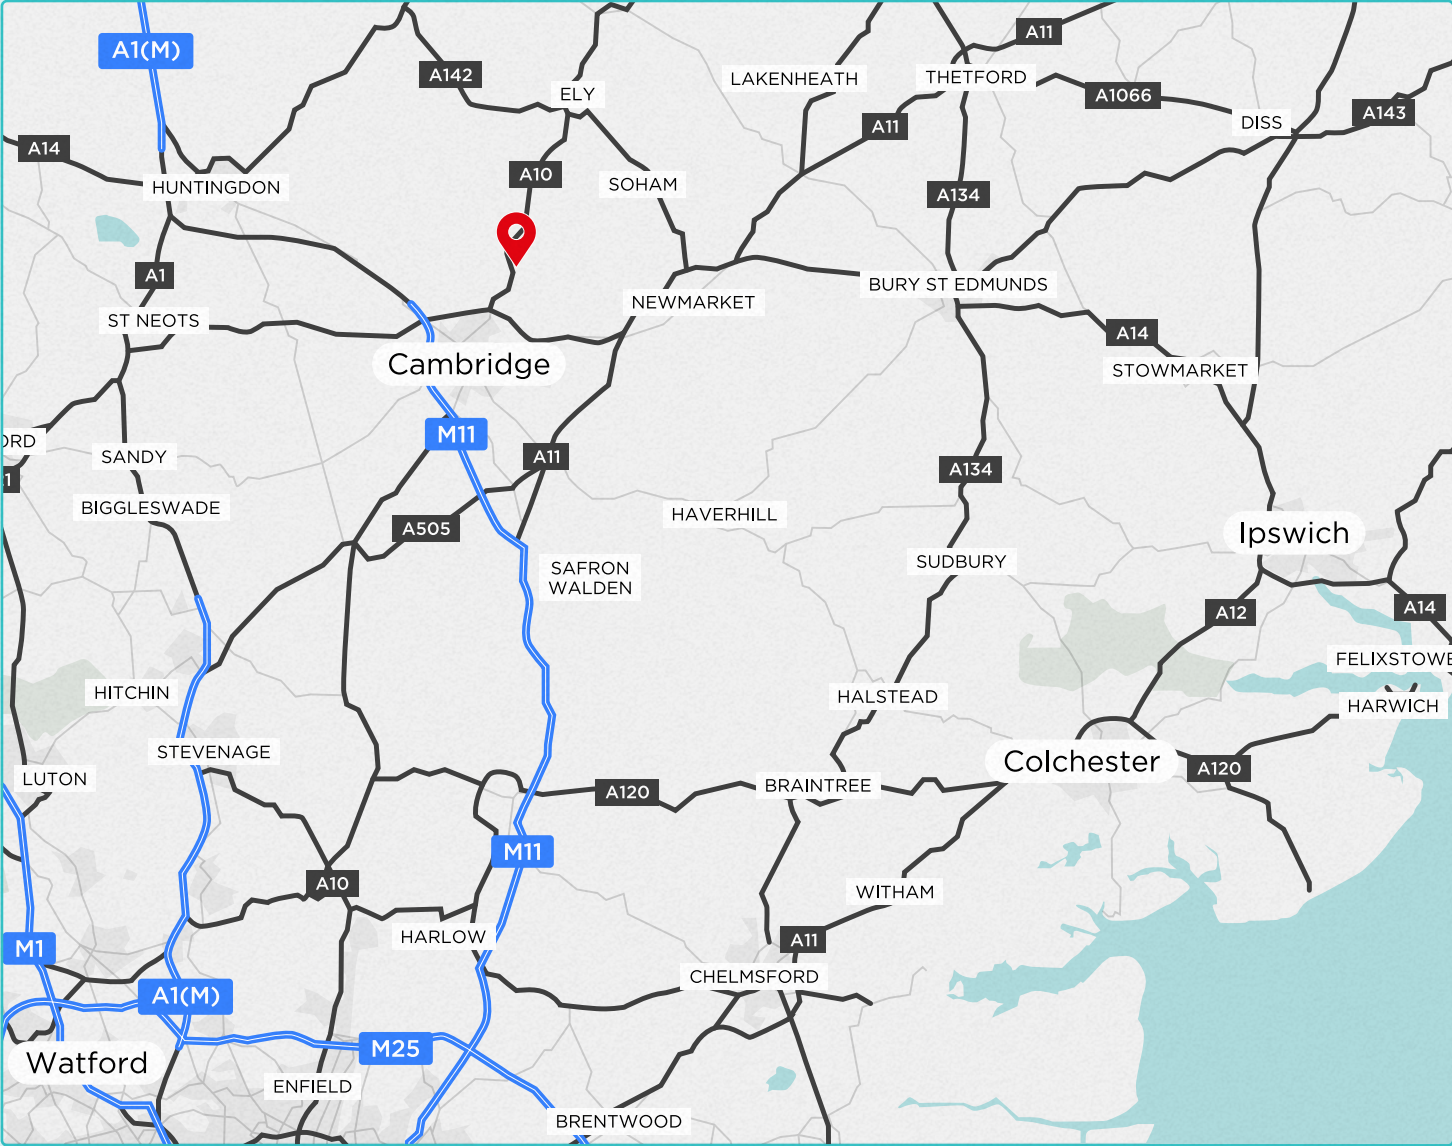 A11
A1(M)
A142
LAKENHEATH
THETFORD
ELY
A1066
A143
DISS
A11
A14
A10
SOHAM
HUNTINGDON
A134
A1
BURY ST EDMUNDS
NEWMARKET
ST NEOTS
A14
Cambridge
STOWMARKET
M11
ORD
SANDY
A11
A134
1
BIGGLESWADE
HAVERHILL
A505
Ipswich
SUDBURY
SAFRON
WALDEN
A12
A14
FELIXSTOWE
HITCHIN
HALSTEAD
HARWICH
STEVENAGE
Colchester
A120
LUTON
BRAINTREE
A120
M11
A10
WITHAM
HARLOW
A11
M1
CHELMSFORD
A1(M)
M25
Watford
ENFIELD
BRENTWOOD